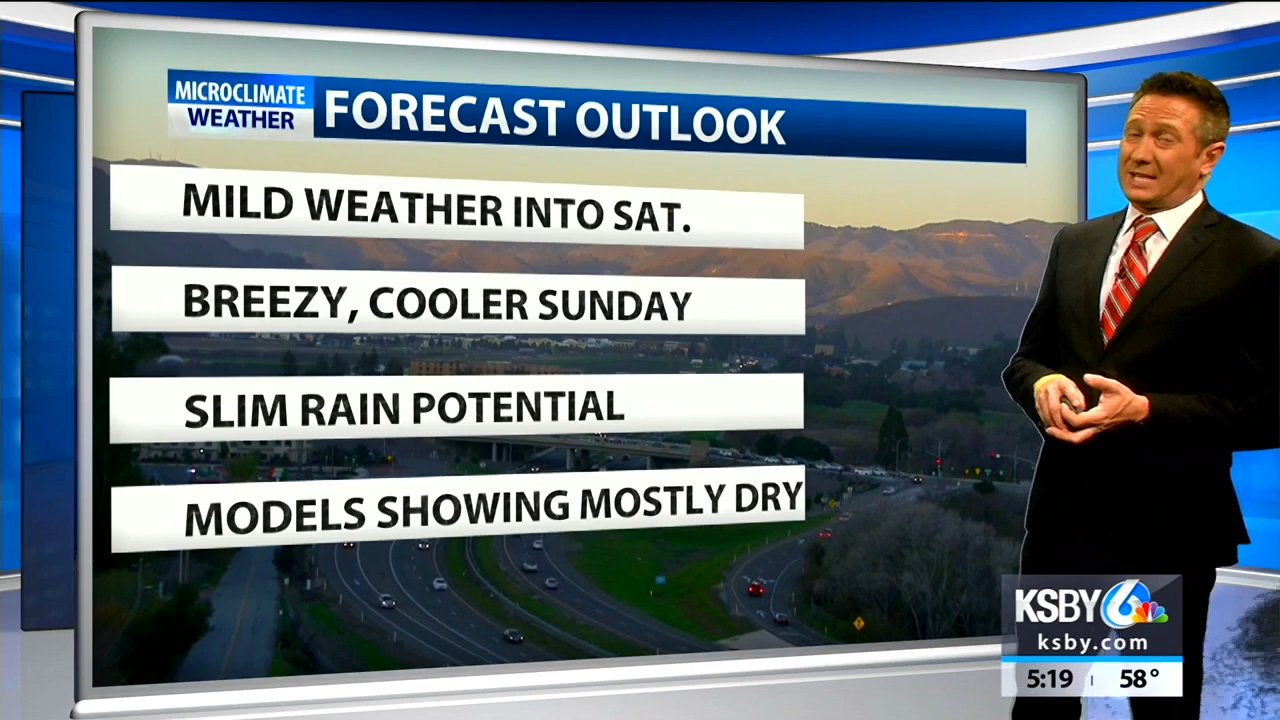 MICROCLIMATE
WEATHER
FORECAST OUTLOOK
MILD WEATHER INTO SAT.
BREEZY, COOLER SUNDAY
SLIM RAIN POTENTIAL
MODELS SHOWING MOSTLY DRY
KSBY 6
ksby.com
5:19 58°